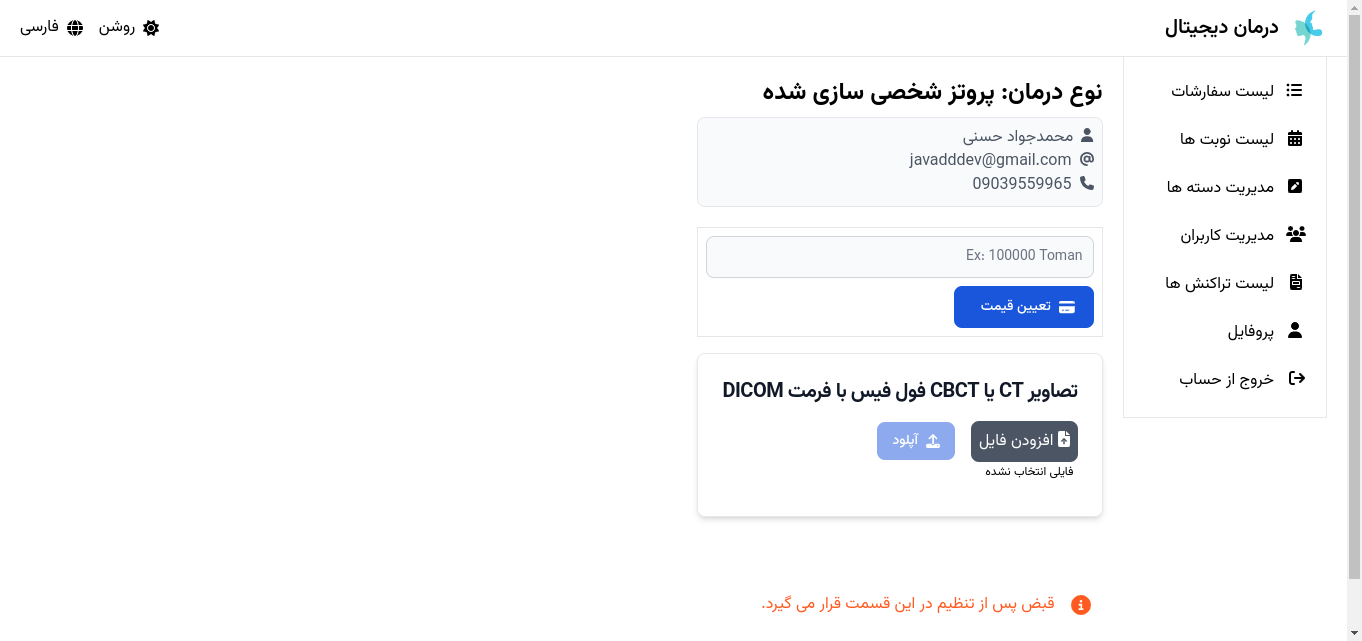 درمان دیجیتال
روشن
فارسی
لیست سفارشات
لیست نوبت ها
مدیریت دسته ها
مدیریت کاربران
لیست تراکنش ها
پروفایل
خروج از حساب
نوع درمان: پروتز شخصی سازی شده
محمدجواد حسنی
javadddev@gmail.com
09039559965
Ex: 100000 Toman
تعیین قیمت
تصاویر CT یا CBCT فول فیس با فرمت DICOM
افزودن فایل
آپلود
فایلی انتخاب نشده
قبض پس از تنظیم در این قسمت قرار می گیرد.